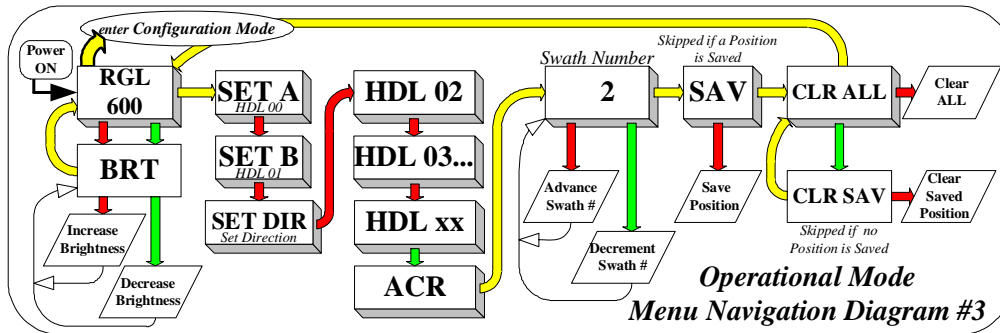 enter Configuration Mode
Power
ON
RGL
600
BRT
Increase
Brightness
Decrease
Brightness
SET A
HDL 00
SET B
HDL 01
SET DIR
Set Direction
HDL 02
HDL 03...
HDL xx
ACR
Swath Number
2
Advance
Swath #
Decrement
Swath #
Skipped if a Position
is Saved
SAV
Save
Position
CLR ALL
Clear
ALL
CLR SAV
Clear
Saved
Position
Skipped if no
Position is Saved
Operational Mode
Menu Navigation Diagram #3